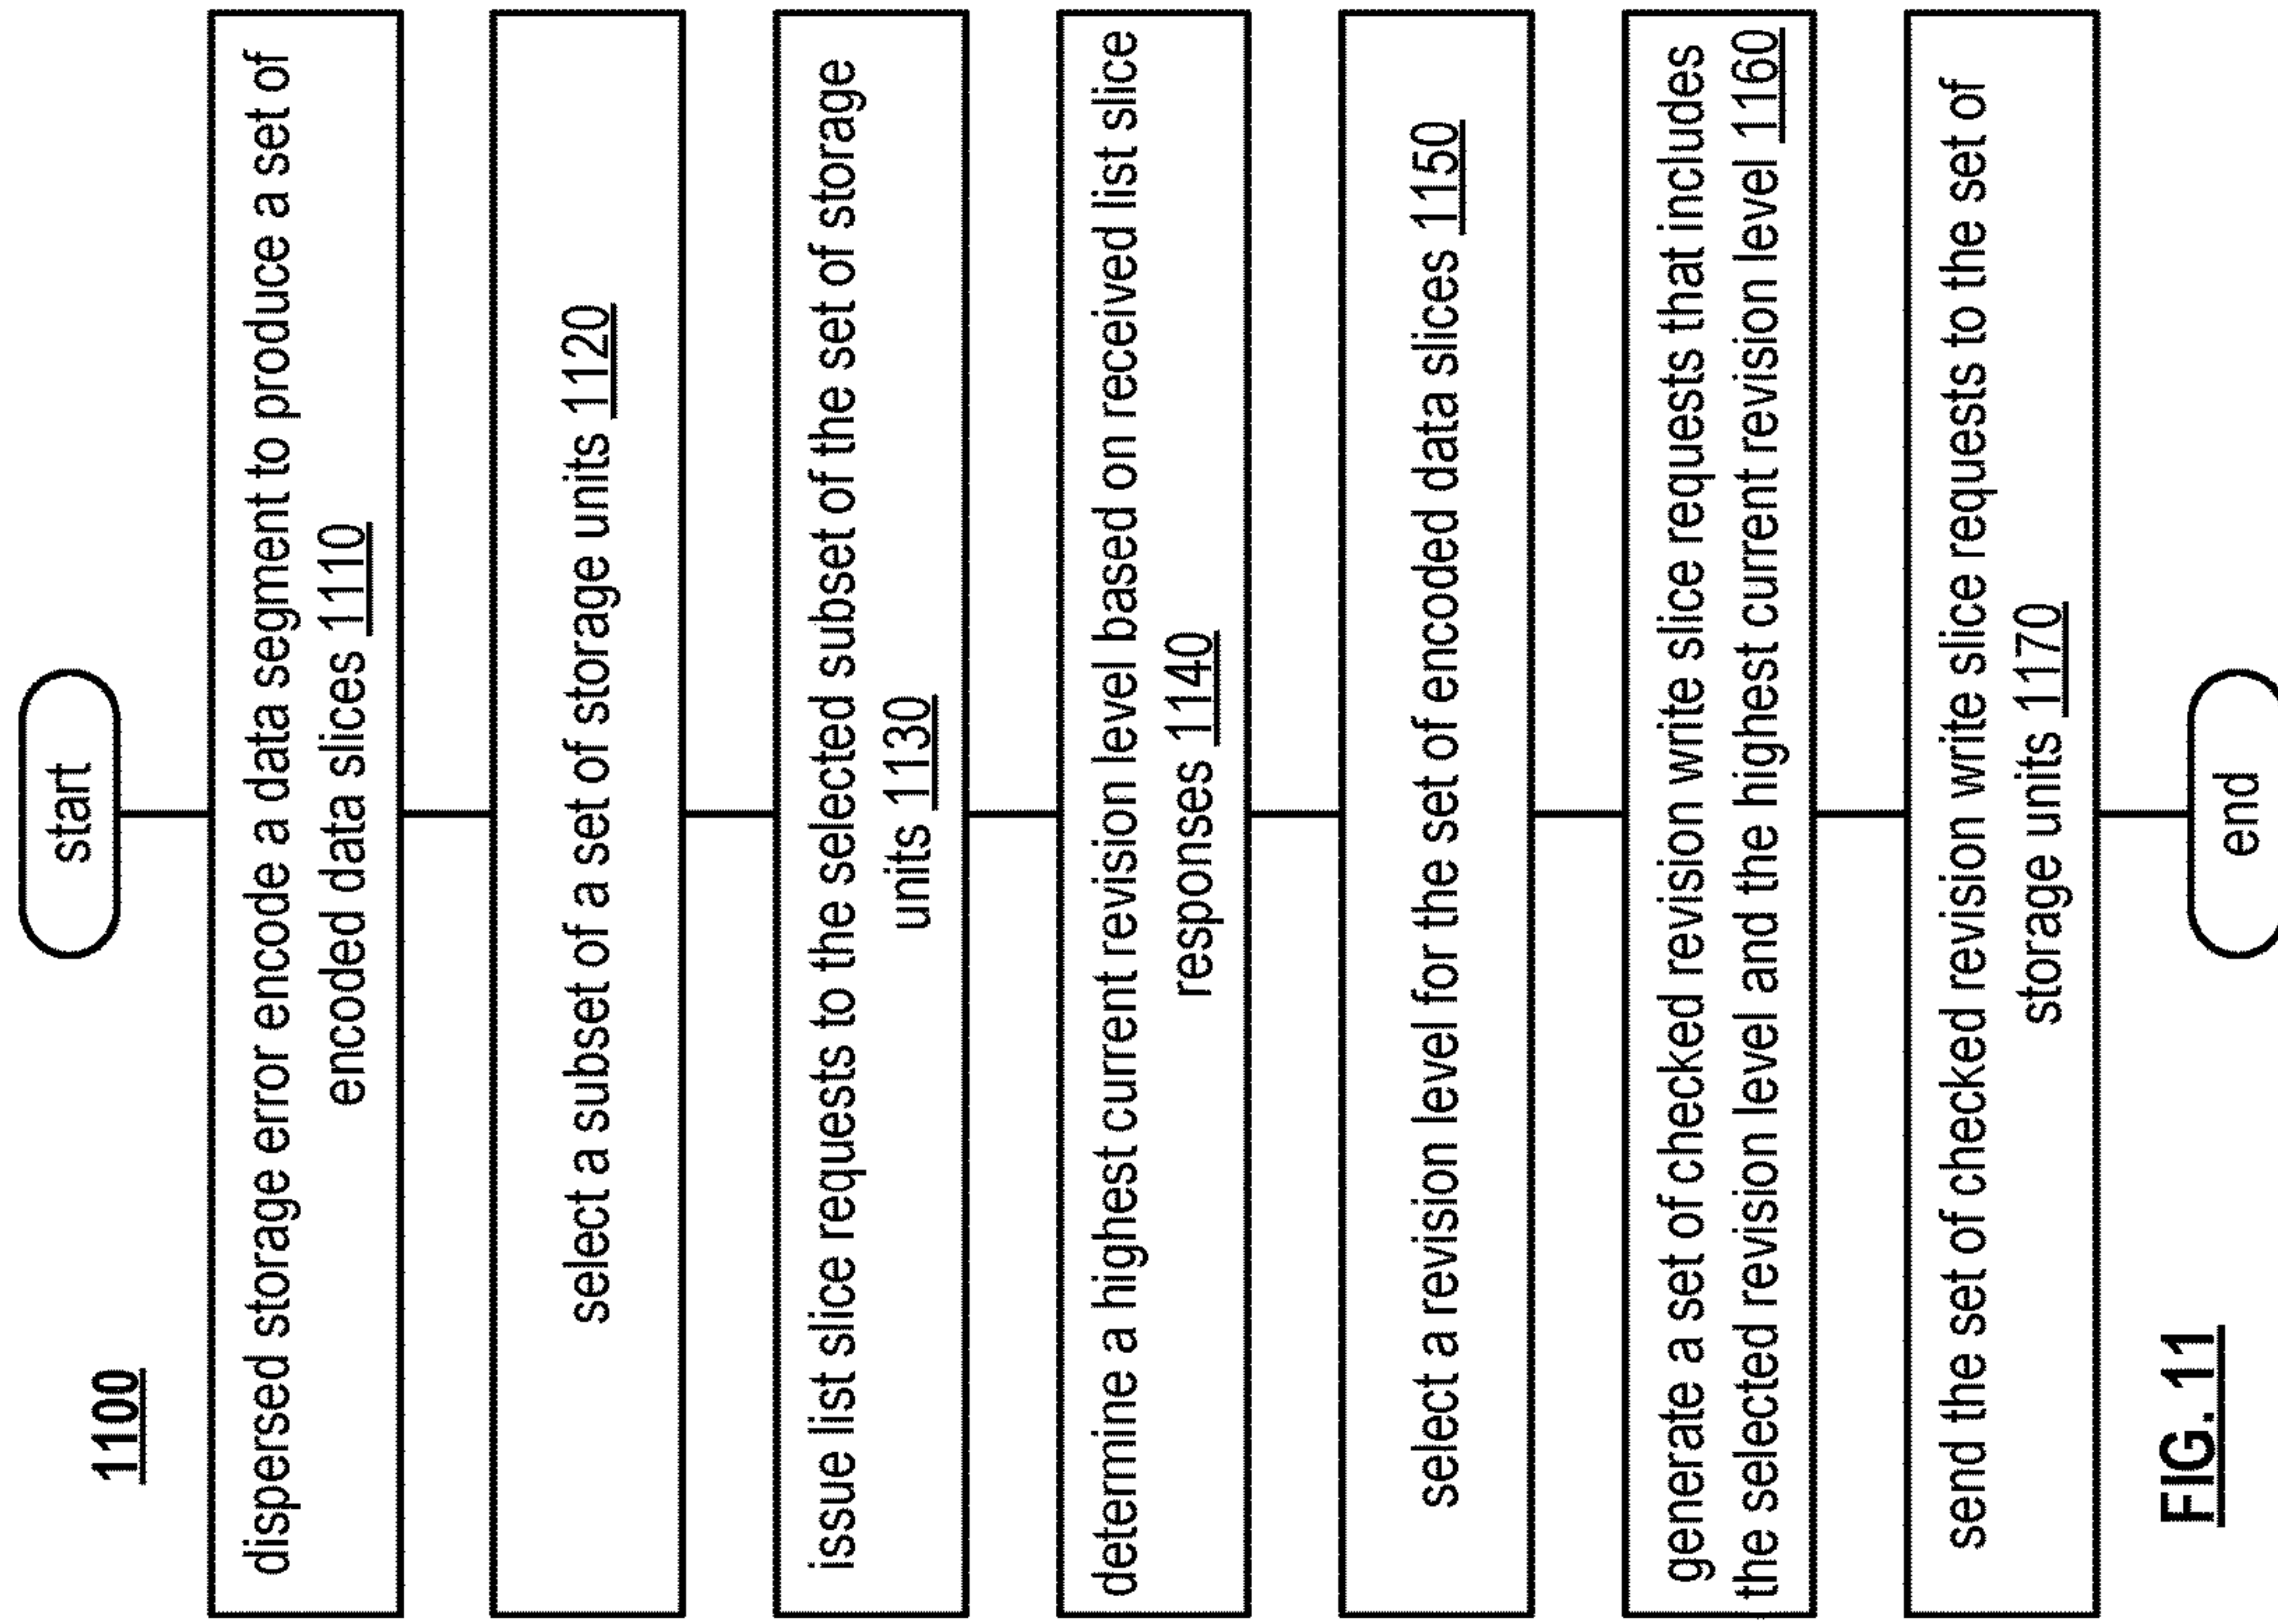 1100
start
dispersed storage error encode a data segment to produce a set of
encoded data slices 1110
select a subset of a set of storage units 1120
issue list slice requests to the selected subset of the set of storage
units 1130
determine a highest current revision level based on received list slice
responses 1140
select a revision level for the set of encoded data slices 1150
generate a set of checked revision write slice requests that includes
the selected revision level and the highest current revision level 1160
send the set of checked revision write slice requests to the set of
storage units 1170
end
FIG. 11